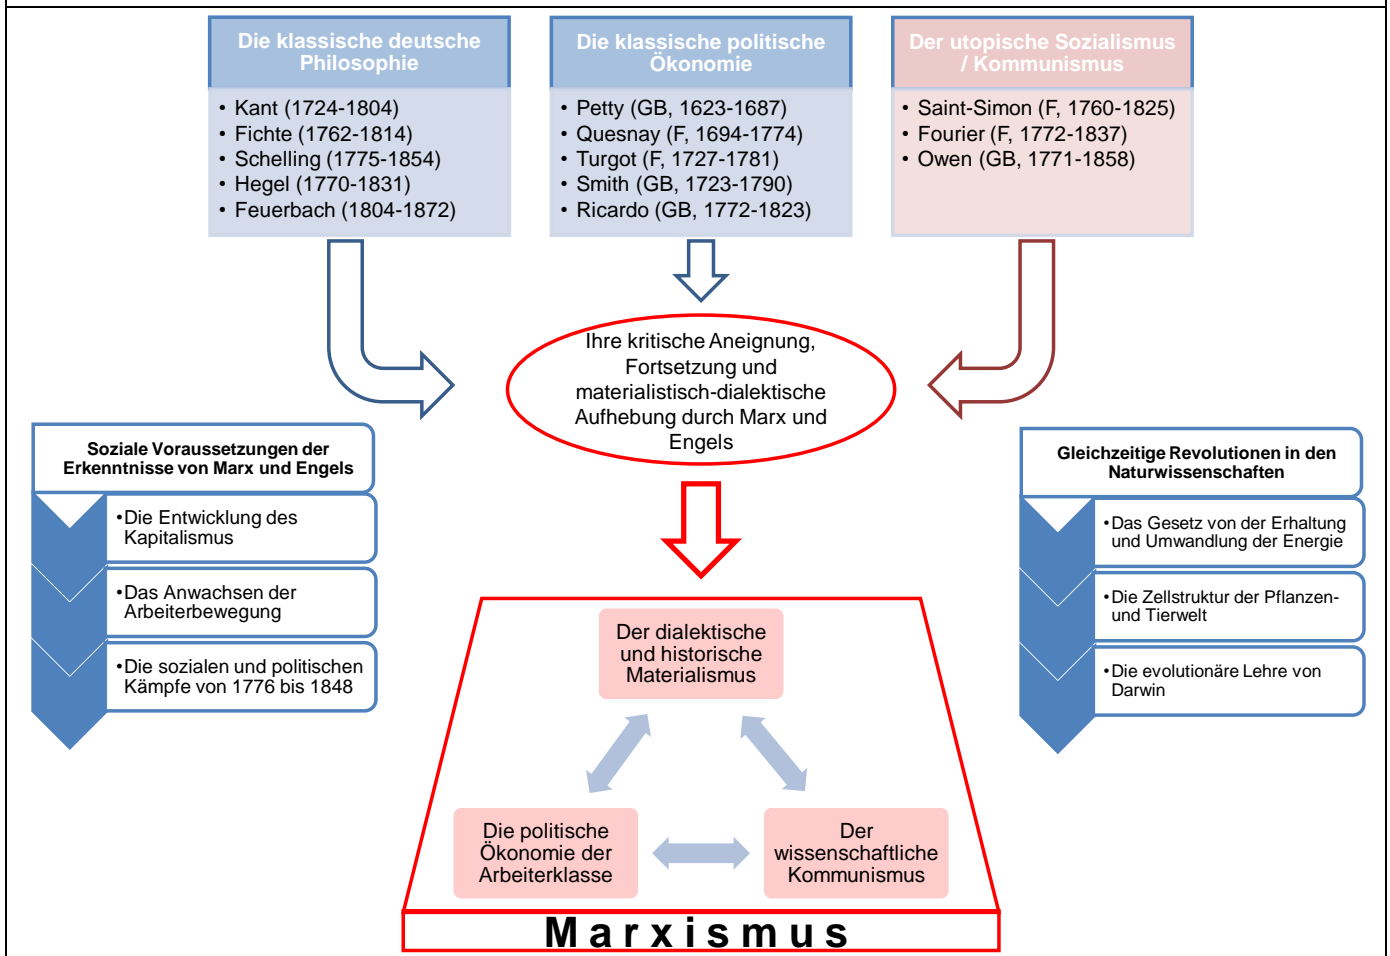 Die klassische deutsche
Philosophie
• Kant (1724-1804)
• Fichte (1762-1814)
• Schelling (1775-1854)
• Hegel (1770-1831)
• Feuerbach (1804-1872)
Die klassische politische
Ökonomie
• Petty (GB, 1623-1687)
• Quesnay (F, 1694-1774)
• Turgot (F, 1727-1781)
• Smith (GB, 1723-1790)
• Ricardo (GB, 1772-1823)
Der utopische Sozialismus
/ Kommunismus
• Saint-Simon (F, 1760-1825)
• Fourier (F, 1772-1837)
• Owen (GB, 1771-1858)
Ihre kritische Aneignung,
Fortsetzung und
materialistisch-dialektische
Aufhebung durch Marx und
Engels
Soziale Voraussetzungen der
Erkenntnisse von Marx und Engels
•Die Entwicklung des
Kapitalismus
•Das Anwachsen der
Arbeiterbewegung
•Die sozialen und politischen
Kämpfe von 1776 bis 1848
Gleichzeitige Revolutionen in den
Naturwissenschaften
•Das Gesetz von der Erhaltung
und Umwandlung der Energie
•Die Zellstruktur der Pflanzen-
und Tierwelt
•Die evolutionäre Lehre von
Darwin
Der dialektische
und historische
Materialismus
Die politische
Ökonomie der
Arbeiterklasse
Der
wissenschaftliche
Kommunismus
Marxismus